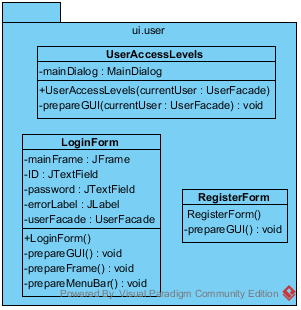 ui.user
UserAccessLevels
-mainDialog : MainDialog
+UserAccessLevels(currentUser : UserFacade)
-prepareGUI(currentUser : UserFacade) : void
LoginForm
-mainFrame : JFrame
-ID : JTextField
-password : JTextField
-errorLabel : JLabel
-userFacade : UserFacade
+LoginForm()
-prepareGUI() : void
-prepareFrame() : void
-prepareMenuBar() : void
RegisterForm
RegisterForm()
-prepareGUI() : void
Powered By Visual Paradigm Community Edition